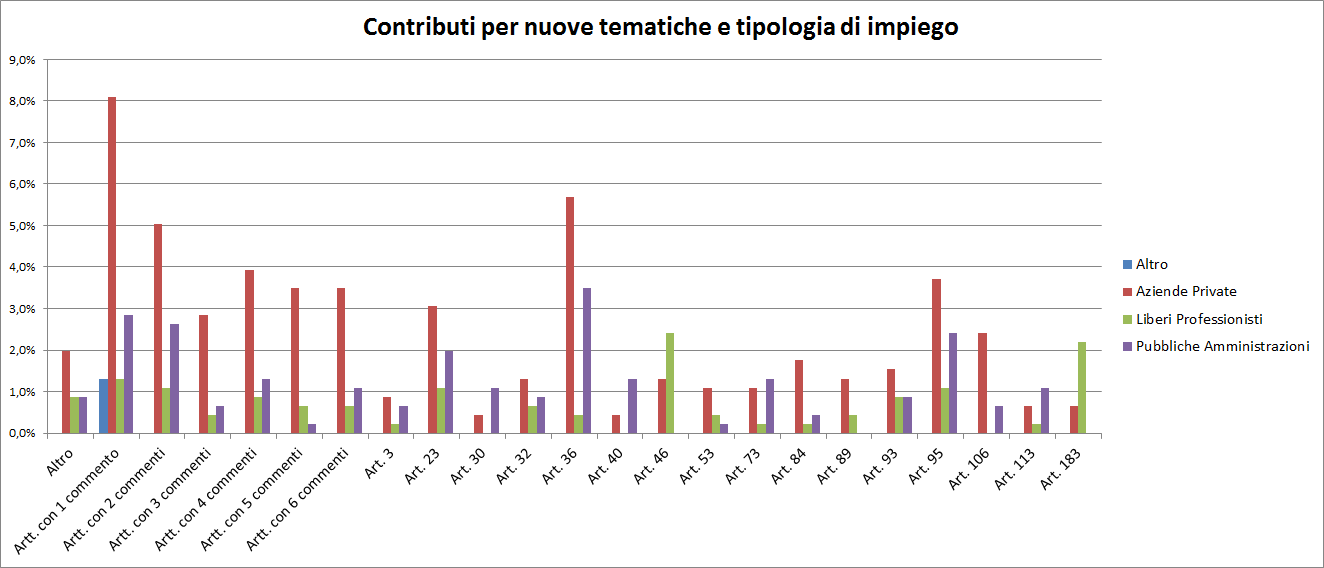 Contributi per nuove tematiche e tipologia di impiego
9,0%
8,0%
7,0%
6,0%
5,0%
4,0%
3,0%
2,0%
1,0%
0,0%
Altro
Artt. con 1 commento
Artt. con 2 commenti
Artt. con 3 commenti
Artt. con 4 commenti
Artt. con 5 commenti
Artt. con 6 commenti
Art. 3
Art. 23
Art. 30
Art. 32
Art. 36
Art. 40
Art. 46
Art. 53
Art. 73
Art. 84
Art. 89
Art. 93
Art. 95
Art. 106
Art. 113
Art. 183
Altro
Aziende Private
Liberi Professionisti
Pubbliche Amministrazioni